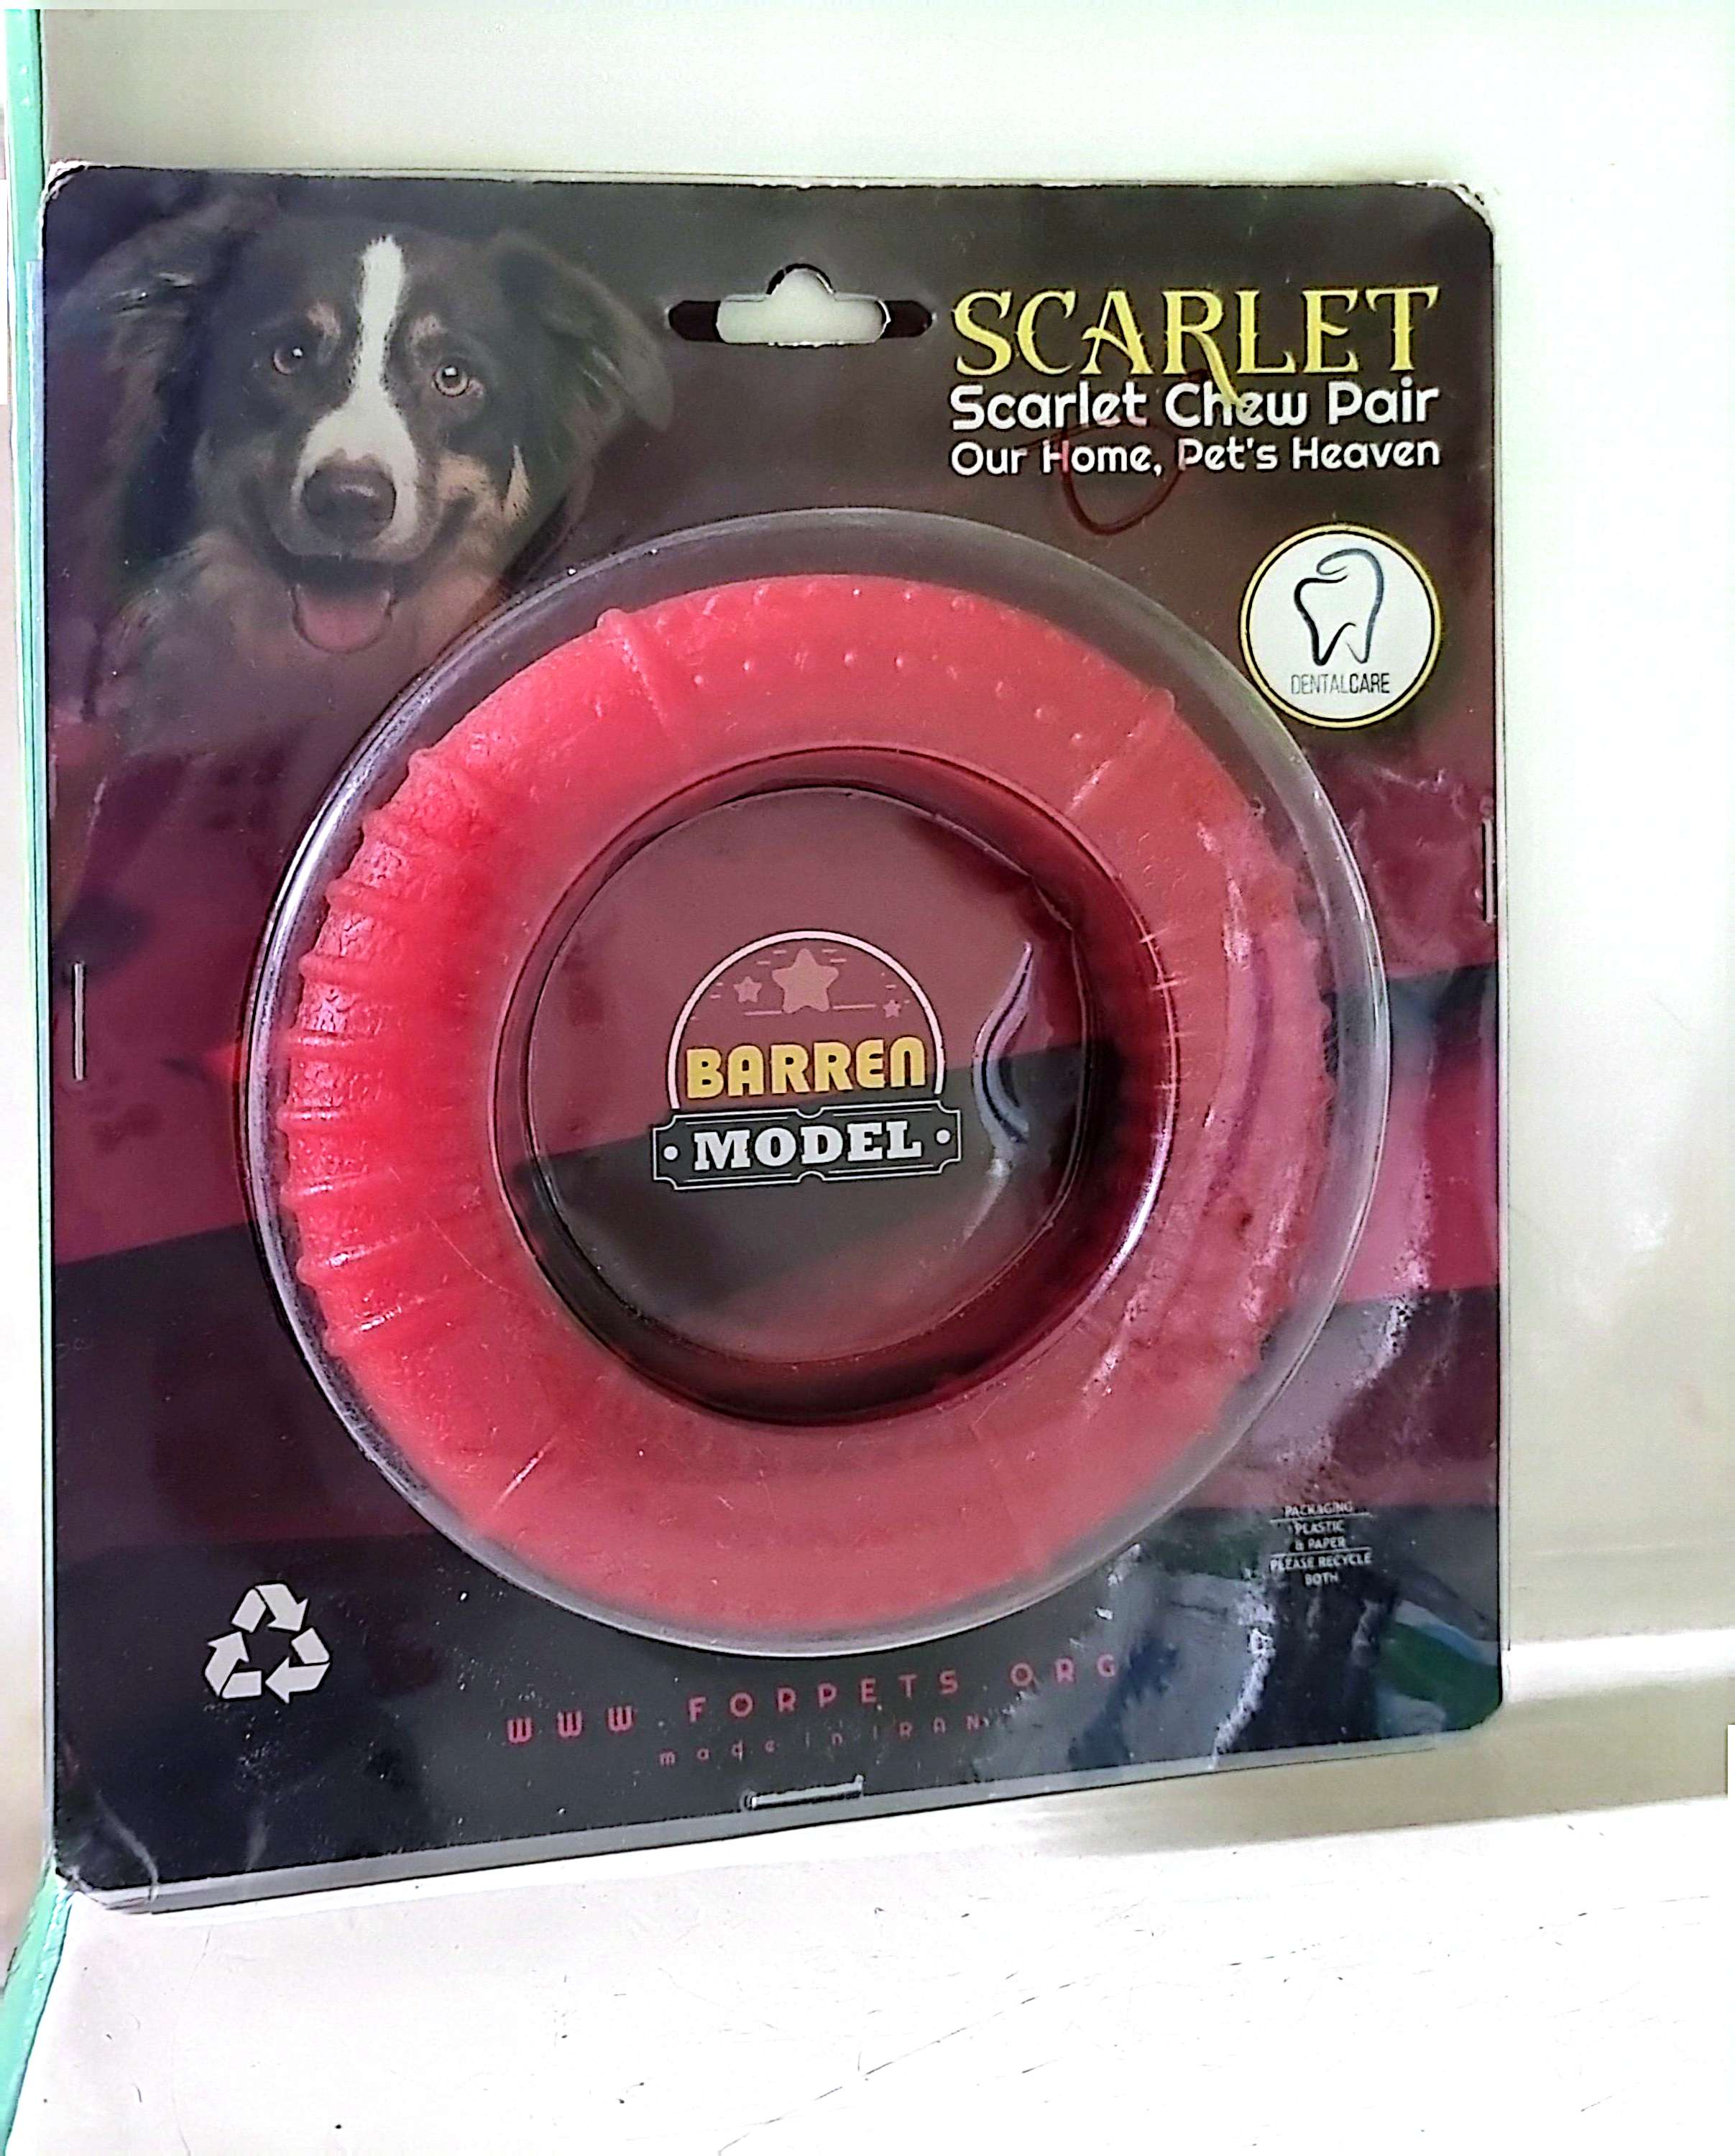 SCARLET
Scarlet Chew Pair
Our Home, Pet's Heaven
DENTALCARE
BARREN
MODEL
PACKAGING
PLASTIC
& PAPER
PLEASE RECYCLE
BOTH
WWW.FORPETS.ORG
made in IRAN